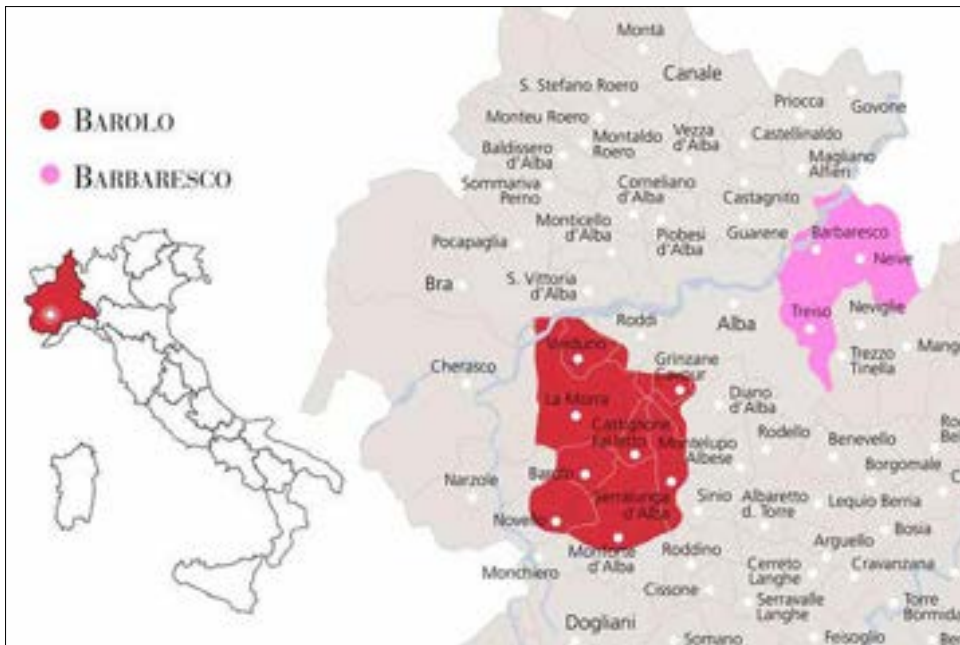 BAROLO
BARBARESCO
Montà
Canale
S. Stefano Roero
Priocca
Govone
Monteu Roero
Montaldo
Roero
Vezza
d'Alba
Castellinaldo
Baldissero
d'Alba
Magliano
Alfieri
Sommariva
Perno
Corneliano
d'Alba
Castagnito
Monticello
d'Alba
Piobesi
d'Alba
Guarene
Barbaresco
Pocapaglia
Neive
Bra
S. Vittoria
d'Alba
Treiso
Neviglie
Roddi
Alba
Verduno
Mang
Cherasco
Grinzane
Cavour
Trezzo
Tinella
La Morra
Diano
d'Alba
Castiglione
Falletto
Rodello
Benevello
Montelupo
Albese
Borgomale
Barolo
Narzole
Serralunga
d'Alba
Sinio
Albaretto
d. Torre
Lequio Berria
Novello
Bosia
Monforte
d'Alba
Arguello
Monchiero
Roddino
Cerreto
Langhe
Cravanzana
Cissone
Serravalle
Langhe
Torre
Bormida
Dogliani
Somano
Feisoglio